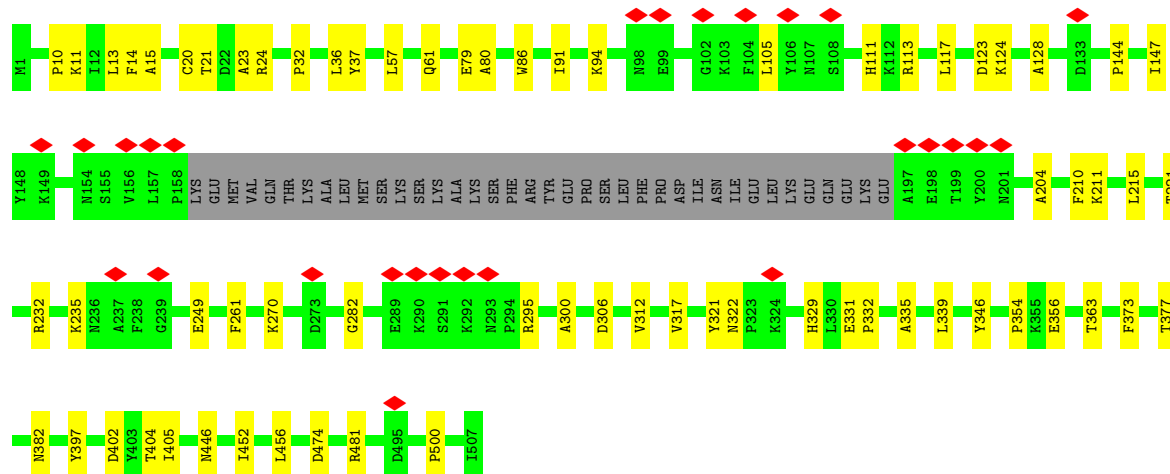 M1 P10 K11 I12 L13 F14 A15 C20 T21 D22 A23 R24 P32 L36 Y37 L57 Q61 E79 A80 W86 I91 K94 N98 E99 G102 K103 F104 L105 Y106 N107 S108 H111 K112 R113 L117 D123 K124 A128 D133 P144 I147
Y148 K149 N154 S155 V156 L157 P158 LYS GLU MET VAL GLN THR LYS ALA LEU MET SER LYS SER LYS ALA LYS SER PHE ARG TYR GLU PRO SER LEU PHE PRO ASP ILE ASN ILE GLU LEU LYS GLU GLN GLU LYS GLU A197 E198 T199 Y200 N201 A204 F210 K211 L215
R232 K235 N236 A237 F238 G239 E249 F261 K270 D273 G282 E289 K290 S291 K292 N293 P294 R295 A300 D306 V312 V317 Y321 N322 P323 K324 H329 L330 E331 P332 A335 L339 Y346 P354 K355 E356 T363 F373 T377
N382 Y397 D402 Y403 T404 I405 N446 I452 L456 D474 R481 D495 P500 I507